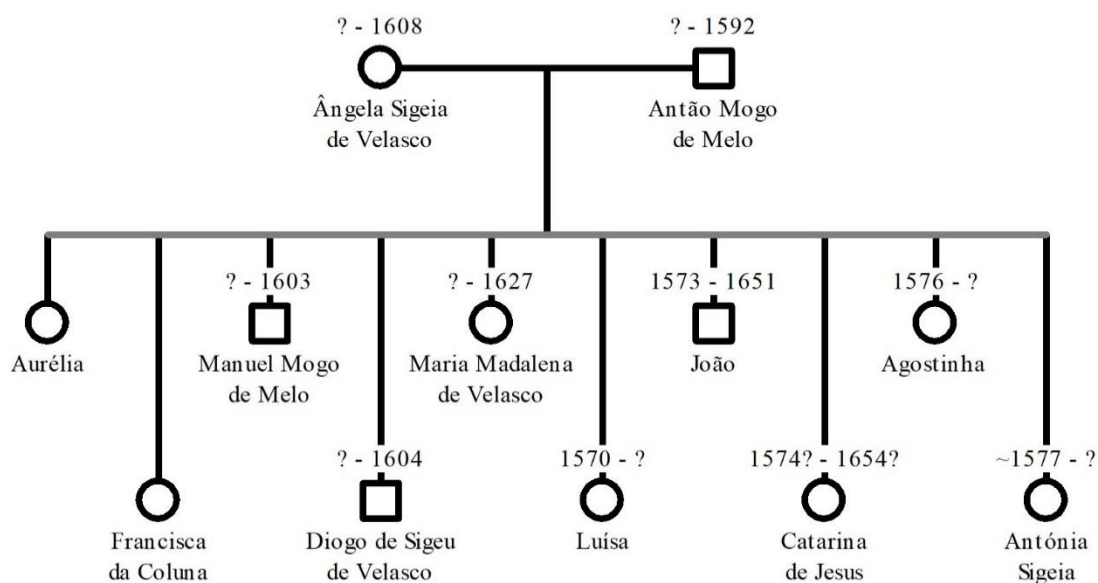 ? - 1608
Ângela Sigeia
de Velasco
? - 1592
Antão Mogo
de Melo
Aurélia
Francisca
da Coluna
? - 1603
Manuel Mogo
de Melo
? - 1604
Diogo de Sigeu
de Velasco
? - 1627
Maria Madalena
de Velasco
1570 - ?
Luísa
1573 - 1651
João
1574? - 1654?
Catarina
de Jesus
1576 - ?
Agostinha
~1577 - ?
Antónia
Sigeia